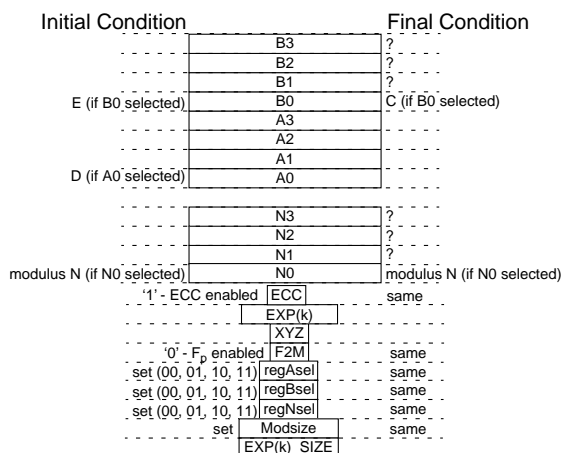 Initial Condition Final Condition
B3 ?
B2 ?
B1 ?
E (if B0 selected) B0 C (if B0 selected)
A3
A2
A1
D (if A0 selected) A0
N3 ?
N2 ?
N1 ?
modulus N (if N0 selected) N0 modulus N (if N0 selected)
‘1’ - ECC enabled ECC same
EXP(k)
XYZ
‘0’ - Fp enabled F2M same
set (00, 01, 10, 11) regAsel same
set (00, 01, 10, 11) regBsel same
set (00, 01, 10, 11) regNsel same
set Modsize same
EXP(k)_SIZE